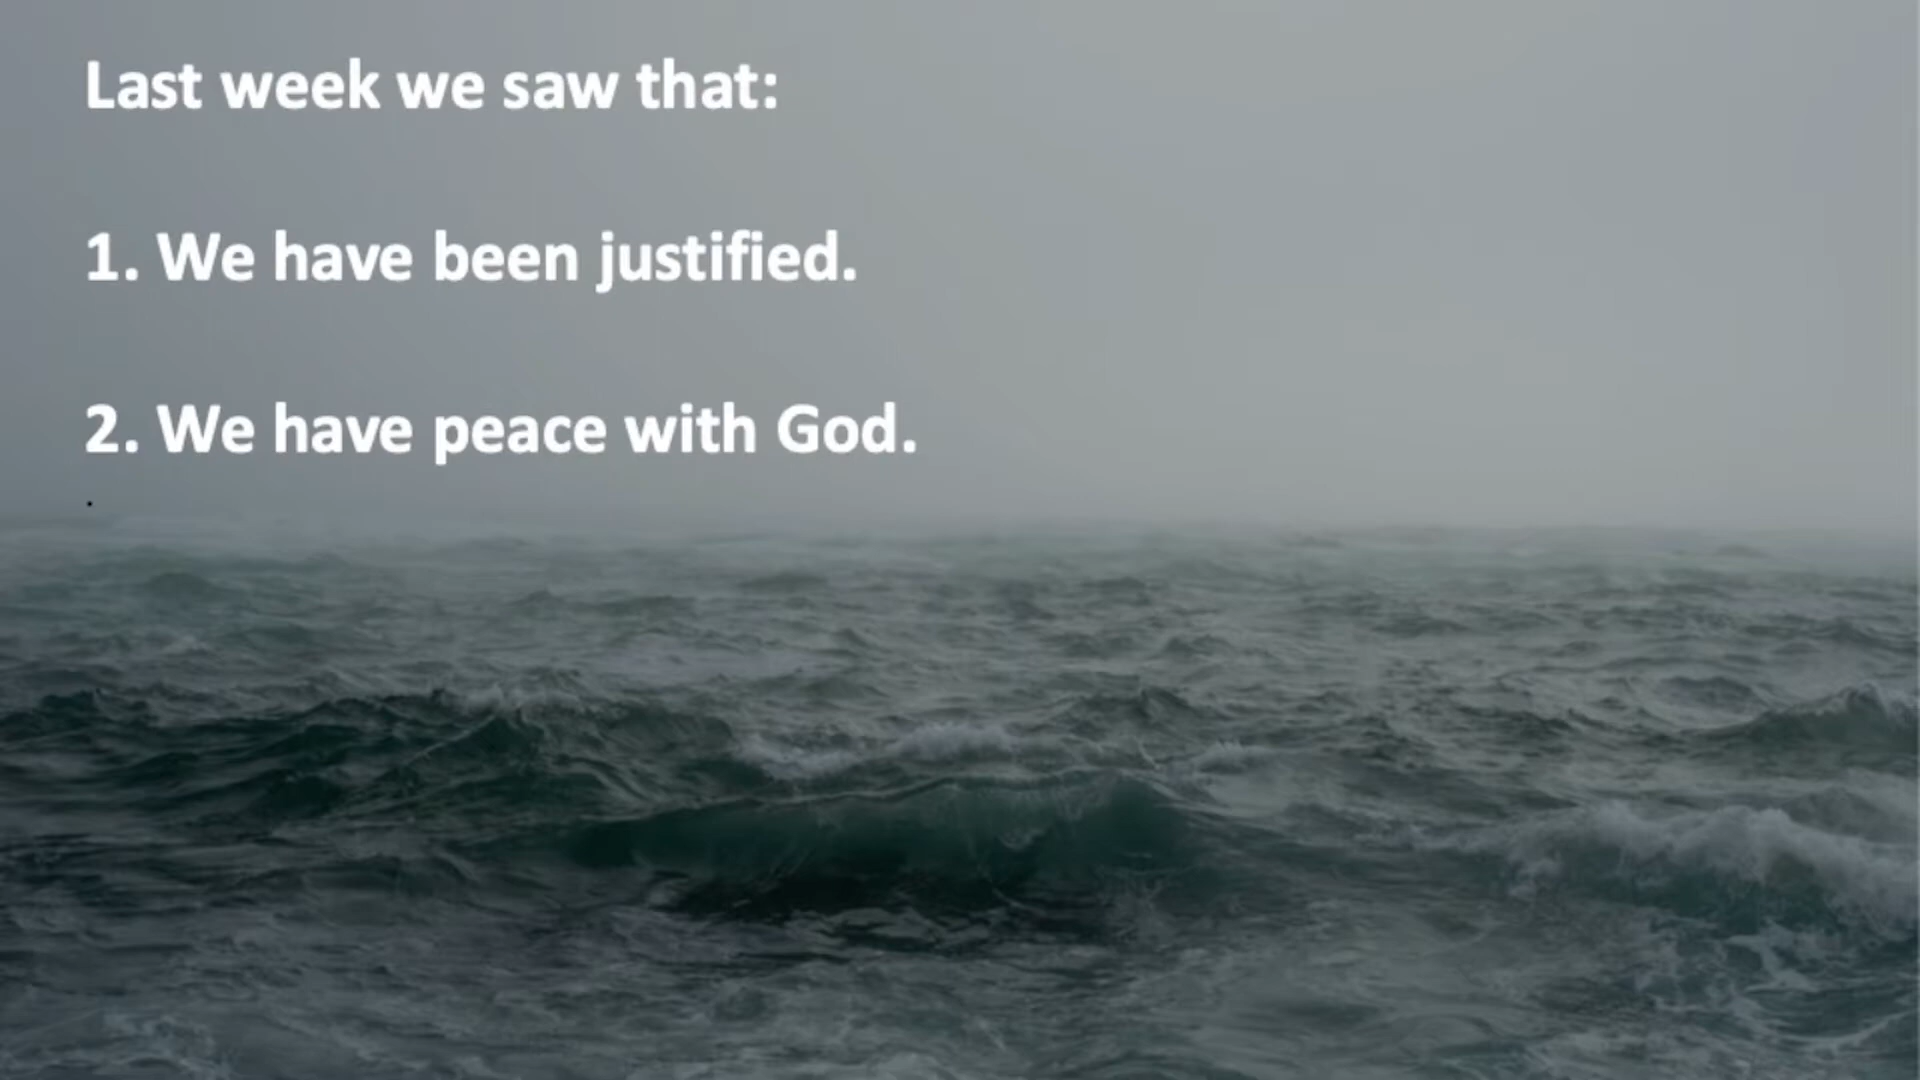 Last week we saw that:
1. We have been justified.
2. We have peace with God.
.